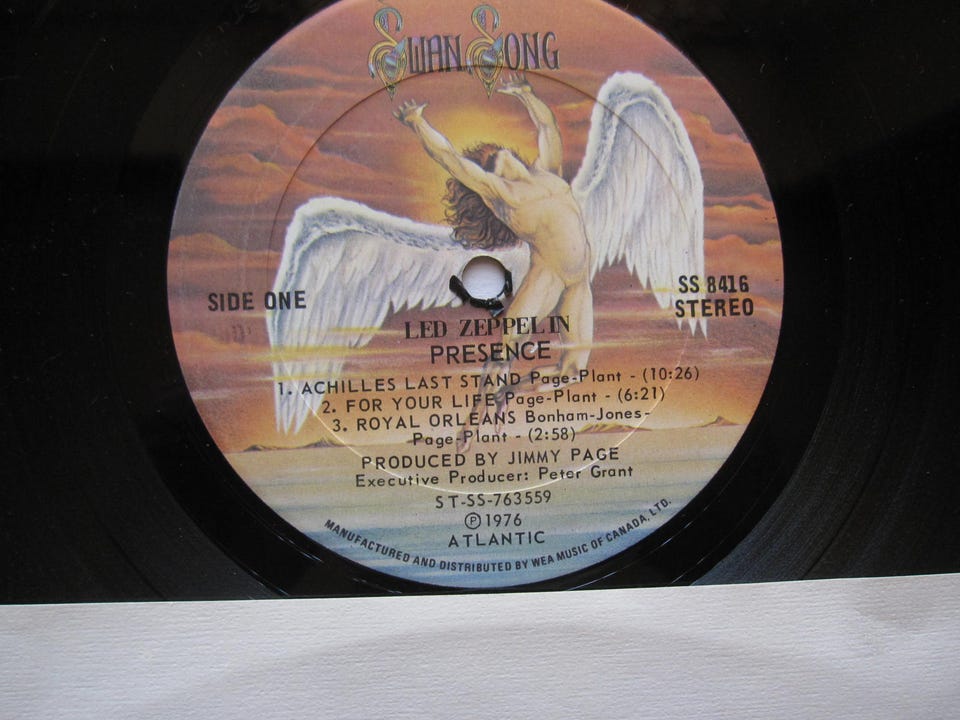 SWAN SONG
SIDE ONE
SS 8416
STEREO
LED ZEPPELIN
PRESENCE
1. ACHILLES LAST STAND Page-Plant - (10:26)
2. FOR YOUR LIFE Page-Plant - (6:21)
3. ROYAL ORLEANS Bonham-Jones-
Page-Plant - (2:58)
PRODUCED BY JIMMY PAGE
Executive Producer: Peter Grant
ST-SS-763559
℗ 1976
ATLANTIC
MANUFACTURED AND DISTRIBUTED BY WEA MUSIC OF CANADA, LTD.